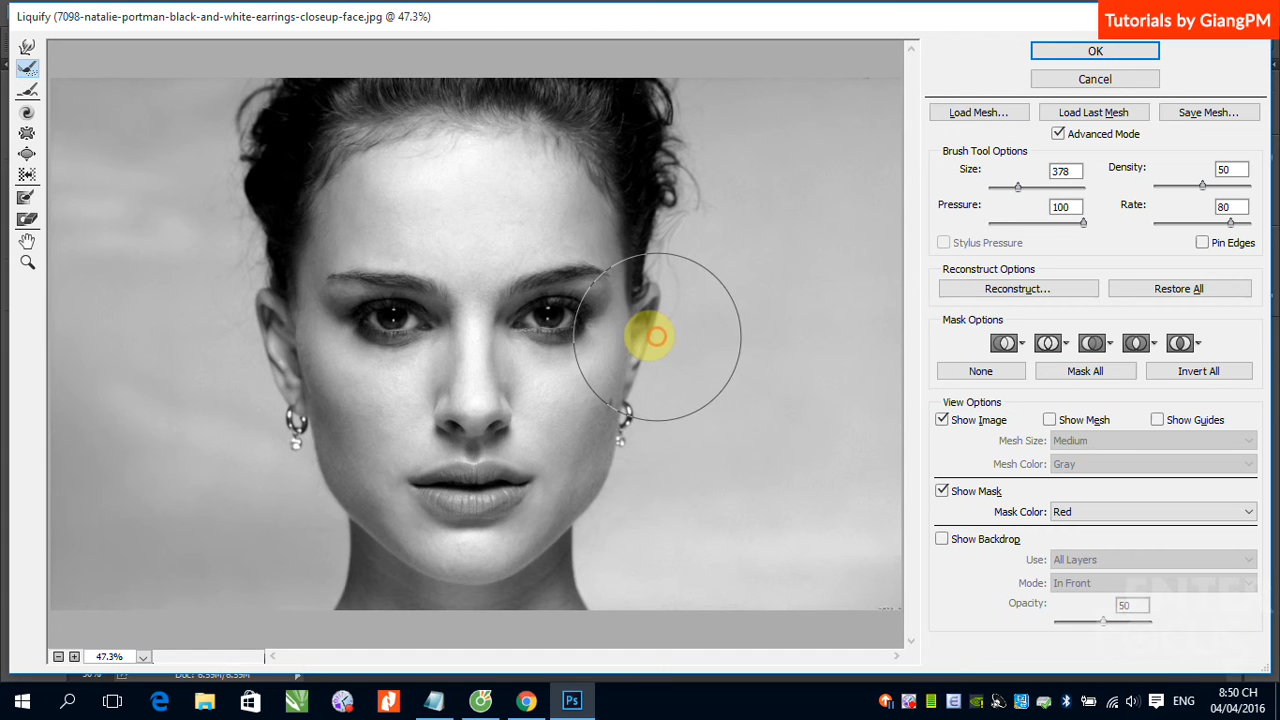 Liquify (7098-natalie-portman-black-and-white-earrings-closeup-face.jpg @ 47.3%)
Tutorials by GiangPM
OK
Cancel
Load Mesh... Load Last Mesh Save Mesh...
Advanced Mode
Brush Tool Options
Size: 378 Density: 50
Pressure: 100 Rate: 80
Stylus Pressure Pin Edges
Reconstruct Options
Reconstruct... Restore All
Mask Options
None Mask All Invert All
View Options
Show Image Show Mesh Show Guides
Mesh Size: Medium
Mesh Color: Gray
Show Mask
Mask Color: Red
Show Backdrop
Use: All Layers
Mode: In Front
Opacity: 50
47.3%
Ps
ENG
8:50 CH
04/04/2016